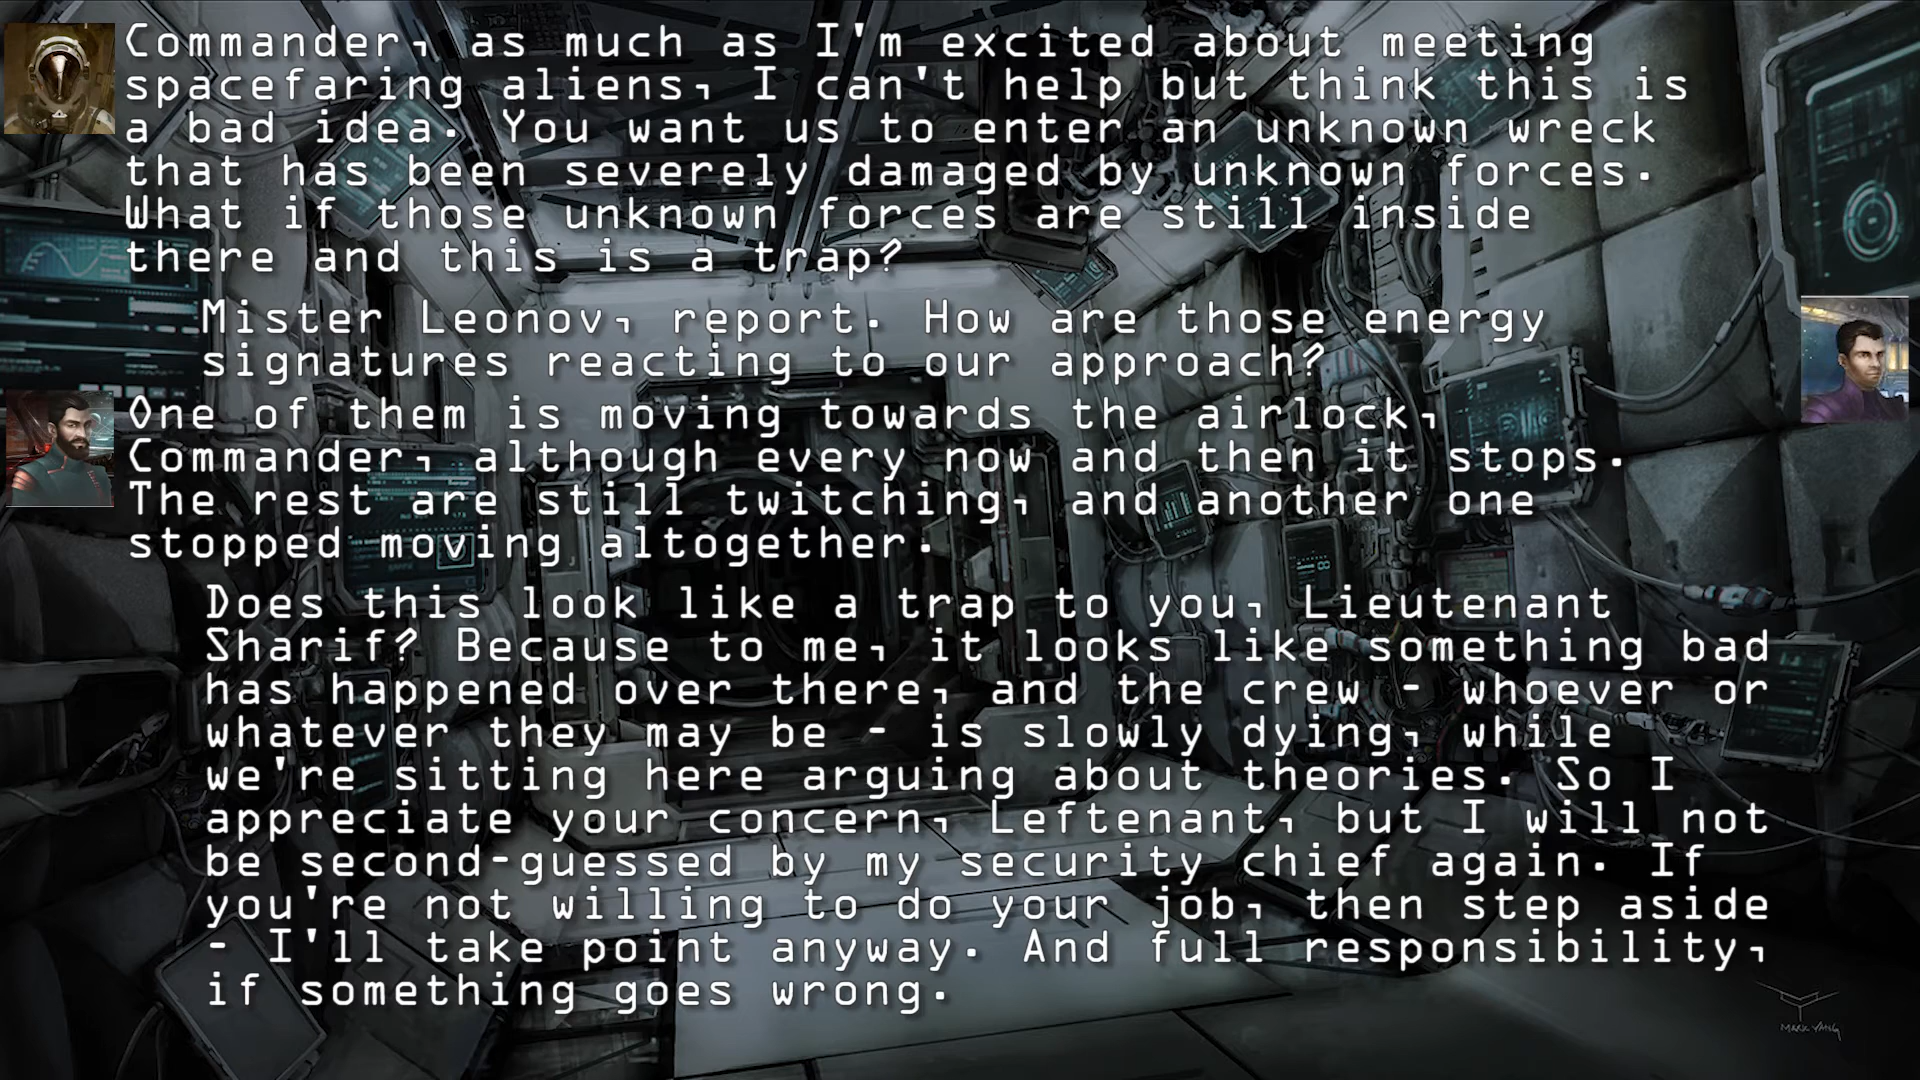 Commander, as much as I'm excited about meeting
spacefaring aliens, I can't help but think this is
a bad idea. You want us to enter an unknown wreck
that has been severely damaged by unknown forces.
What if those unknown forces are still inside
there and this is a trap?
Mister Leonov, report. How are those energy
signatures reacting to our approach?
One of them is moving towards the airlock,
Commander, although every now and then it stops.
The rest are still twitching, and another one
stopped moving altogether.
Does this look like a trap to you, Lieutenant
Sharif? Because to me, it looks like something bad
has happened over there, and the crew - whoever or
whatever they may be - is slowly dying, while
we're sitting here arguing about theories. So I
appreciate your concern, Leftenant, but I will not
be second-guessed by my security chief again. If
you're not willing to do your job, then step aside
- I'll take point anyway. And full responsibility,
if something goes wrong.
MARK YANG